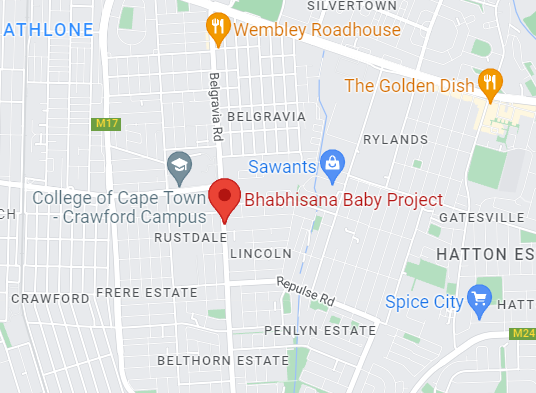 SILVERTOWN
ATHLONE
Wembley Roadhouse
The Golden Dish
Belgravia Rd
M17
BELGRAVIA
RYLANDS
Sawants
College of Cape Town
- Crawford Campus
Bhabhisana Baby Project
CH
GATESVILLE
RUSTDALE
LINCOLN
HATTON ES
Repulse Rd
CRAWFORD
FRERE ESTATE
Spice City
HATT
PENLYN ESTATE
M24
BELTHORN ESTATE